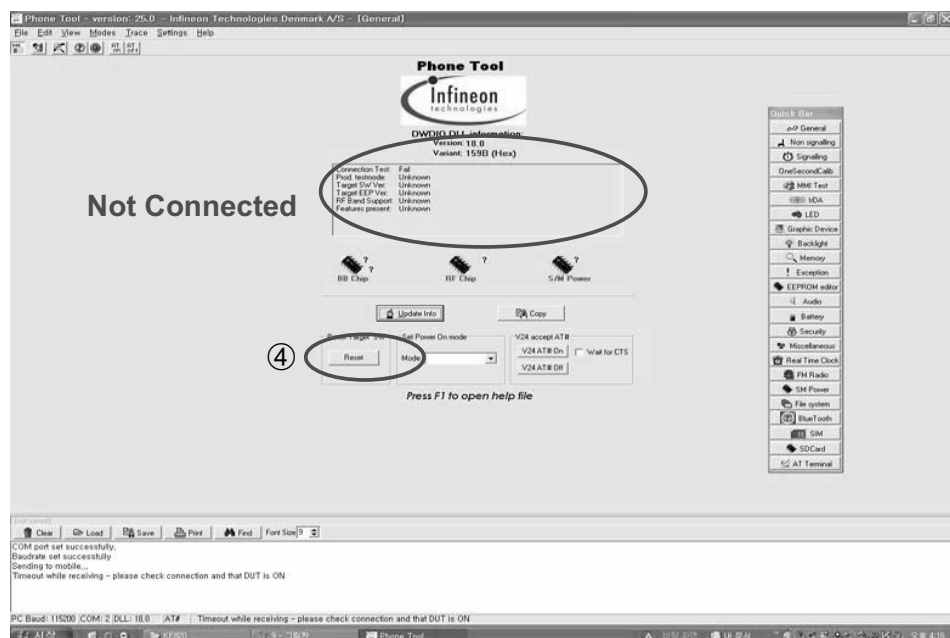 Phone Tool - version: 25.0 - Infineon Technologies Denmark A/S - [General]
File Edit View Modes Trace Settings Help
Phone Tool
Infineon
technologies
DWDIO DLL information:
Version: 18.0
Variant: 159B (Hex)
Connection Test: Fail
Prod. testmode: Unknown
Target SW Ver: Unknown
Target EEP Ver: Unknown
RF Band Support: Unknown
Features present: Unknown
Not Connected
? ? ? ?
BB Chip RF Chip S/M Power
Update Info Copy
Target SW Set Power On mode V24 accept AT#
④ Reset Mode V24 AT# On Wait for CTS
V24 AT# Off
Press F1 to open help file
Quick Bar
General
Non signalling
Signalling
OneSecondCalib
MMI Test
IrDA
LED
Graphic Device
Backlight
Memory
Exception
EEPROM editor
Audio
Battery
Security
Miscellaneous
Real Time Clock
FM Radio
SM Power
File system
BlueTooth
SIM
SDCard
AT Terminal
Clear Load Save Print Find Font Size 9
COM port set successfully,
Baudrate set successfully
Sending to mobile...
Timeout while receiving - please check connection and that DUT is ON
PC Baud: 115200 COM: 2 DLL: 18.0 AT# Timeout while receiving - please check connection and that DUT is ON
시작 Phone Tool